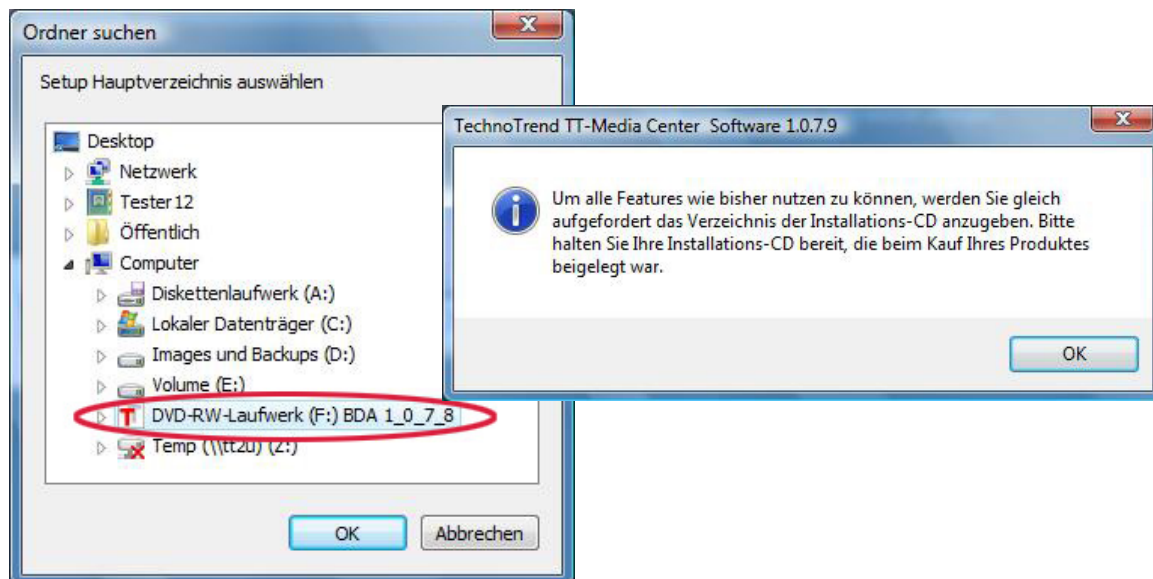 Ordner suchen
Setup Hauptverzeichnis auswählen
Desktop
Netzwerk
Tester12
Öffentlich
Computer
Diskettenlaufwerk (A:)
Lokaler Datenträger (C:)
Images und Backups (D:)
Volume (E:)
DVD-RW-Laufwerk (F:) BDA 1_0_7_8
Temp (\\tt2u) (Z:)
OK
Abbrechen
TechnoTrend TT-Media Center Software 1.0.7.9
Um alle Features wie bisher nutzen zu können, werden Sie gleich
aufgefordert das Verzeichnis der Installations-CD anzugeben. Bitte
halten Sie Ihre Installations-CD bereit, die beim Kauf Ihres Produktes
beigelegt war.
OK